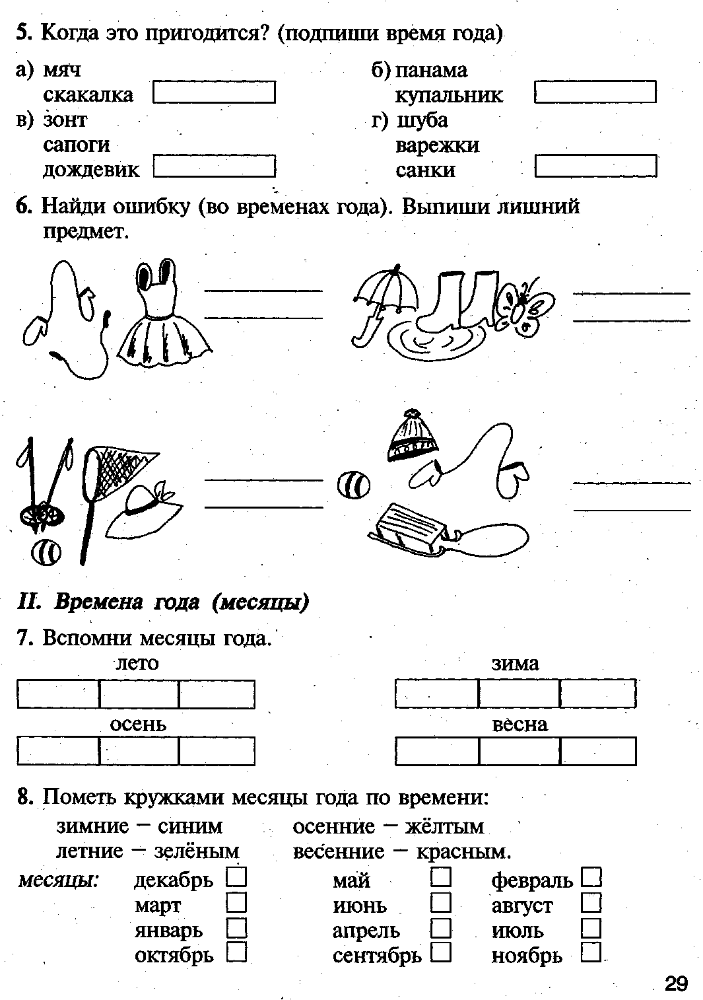 5. Когда это пригодится? (подпиши время года)
а) мяч
скакалка
б) панама
купальник
в) зонт
сапоги
дождевик
г) шуба
варежки
санки
6. Найди ошибку (во временах года). Выпиши лишний
предмет.
II. Времена года (месяцы)
7. Вспомни месяцы года.
лето
зима
осень
весна
8. Пометь кружками месяцы года по времени:
зимние — синим
осенние — жёлтым
летние — зелёным
весенние — красным.
месяцы: декабрь
май
февраль
март
июнь
август
январь
апрель
июль
октябрь
сентябрь
ноябрь
29